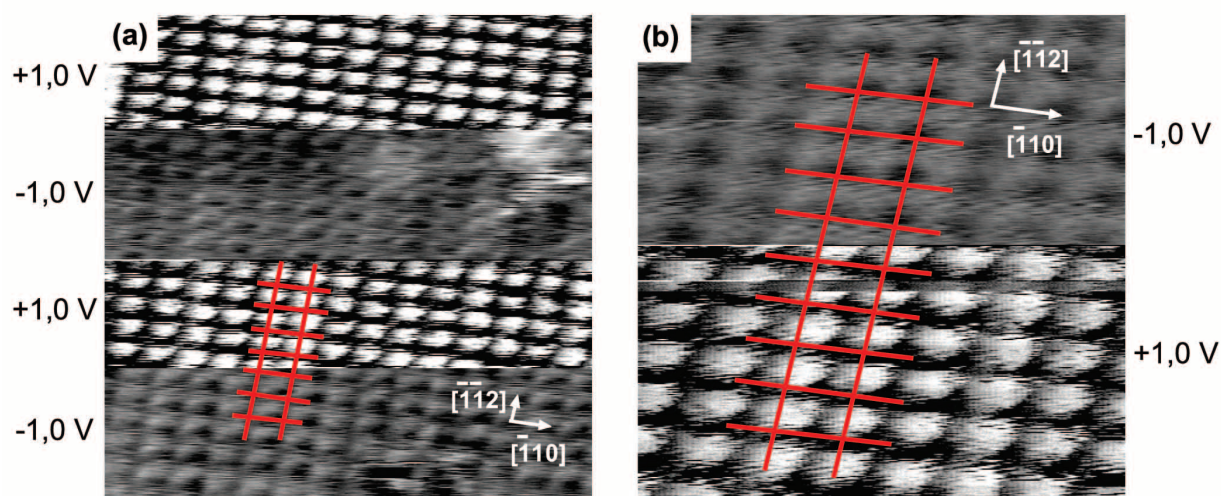 (a)
+1,0 V
-1,0 V
+1,0 V
-1,0 V
[1̅1̅2]
[1̅10]
(b)
[1̅1̅2]
[1̅10]
-1,0 V
+1,0 V